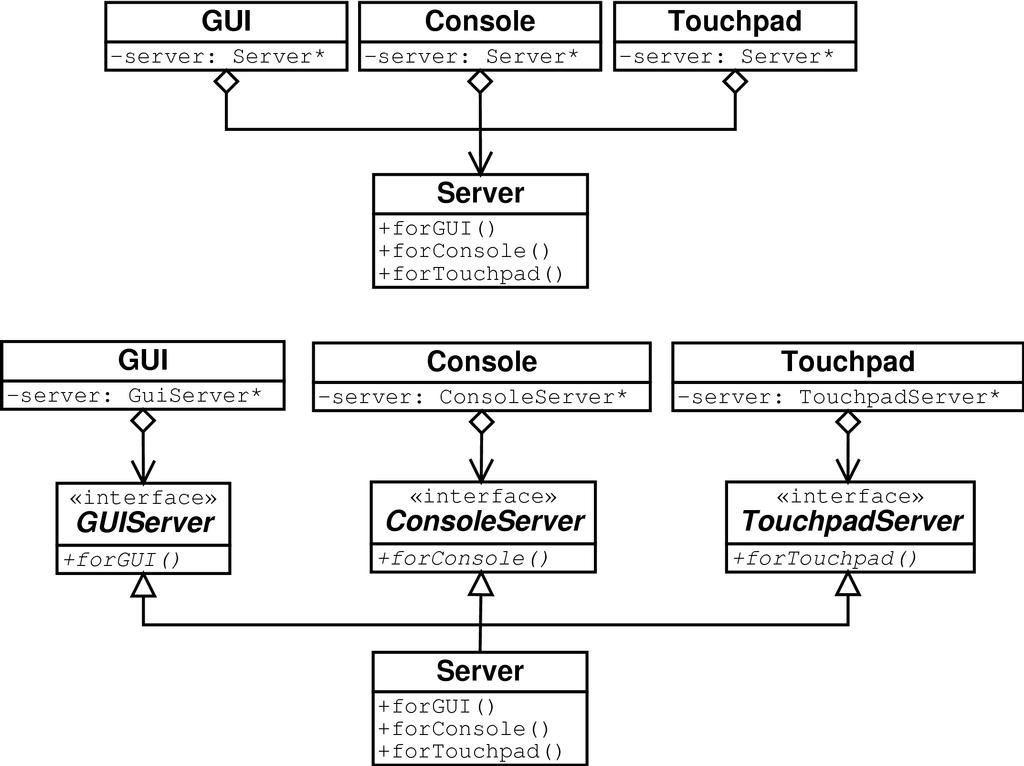 GUI
-server: Server*
Console
-server: Server*
Touchpad
-server: Server*
Server
+forGUI()
+forConsole()
+forTouchpad()
GUI
-server: GuiServer*
Console
-server: ConsoleServer*
Touchpad
-server: TouchpadServer*
«interface»
GUIServer
+forGUI()
«interface»
ConsoleServer
+forConsole()
«interface»
TouchpadServer
+forTouchpad()
Server
+forGUI()
+forConsole()
+forTouchpad()